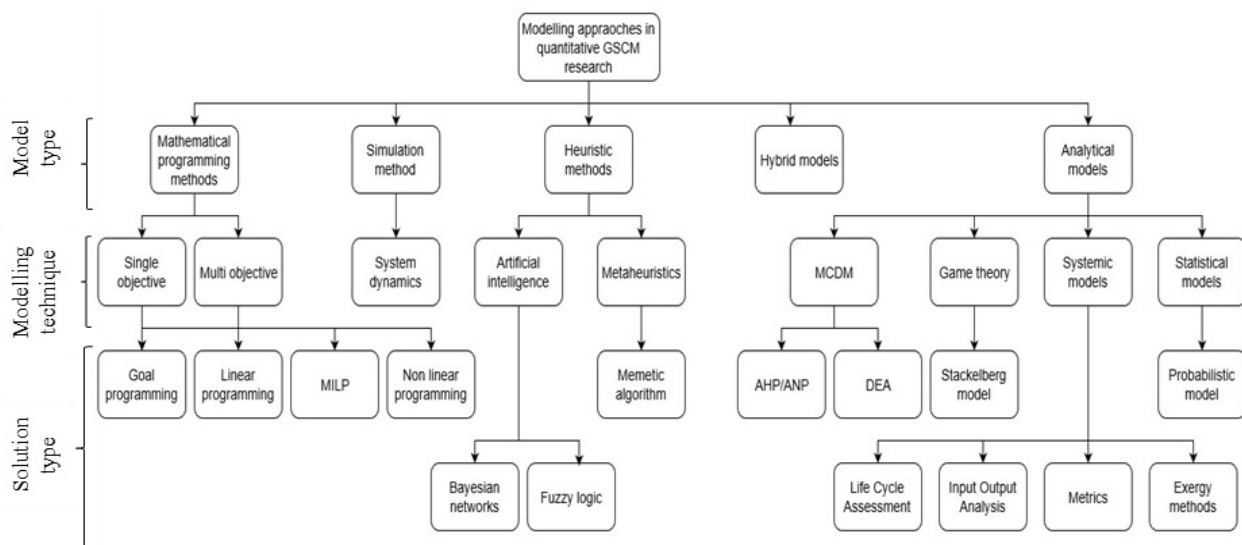 Modelling appraoches in
quantitative GSCM
research
Model
type
Mathematical
programming
methods
Simulation
method
Heuristic
methods
Hybrid models
Analytical
models
Modelling
technique
Single
objective
Multi objective
System
dynamics
Artificial
intelligence
Metaheuristics
MCDM
Game theory
Systemic
models
Statistical
models
Solution
type
Goal
programming
Linear
programming
MILP
Non linear
programming
Memetic
algorithm
AHP/ANP
DEA
Stackelberg
model
Probabilistic
model
Bayesian
networks
Fuzzy logic
Life Cycle
Assessment
Input Output
Analysis
Metrics
Exergy
methods